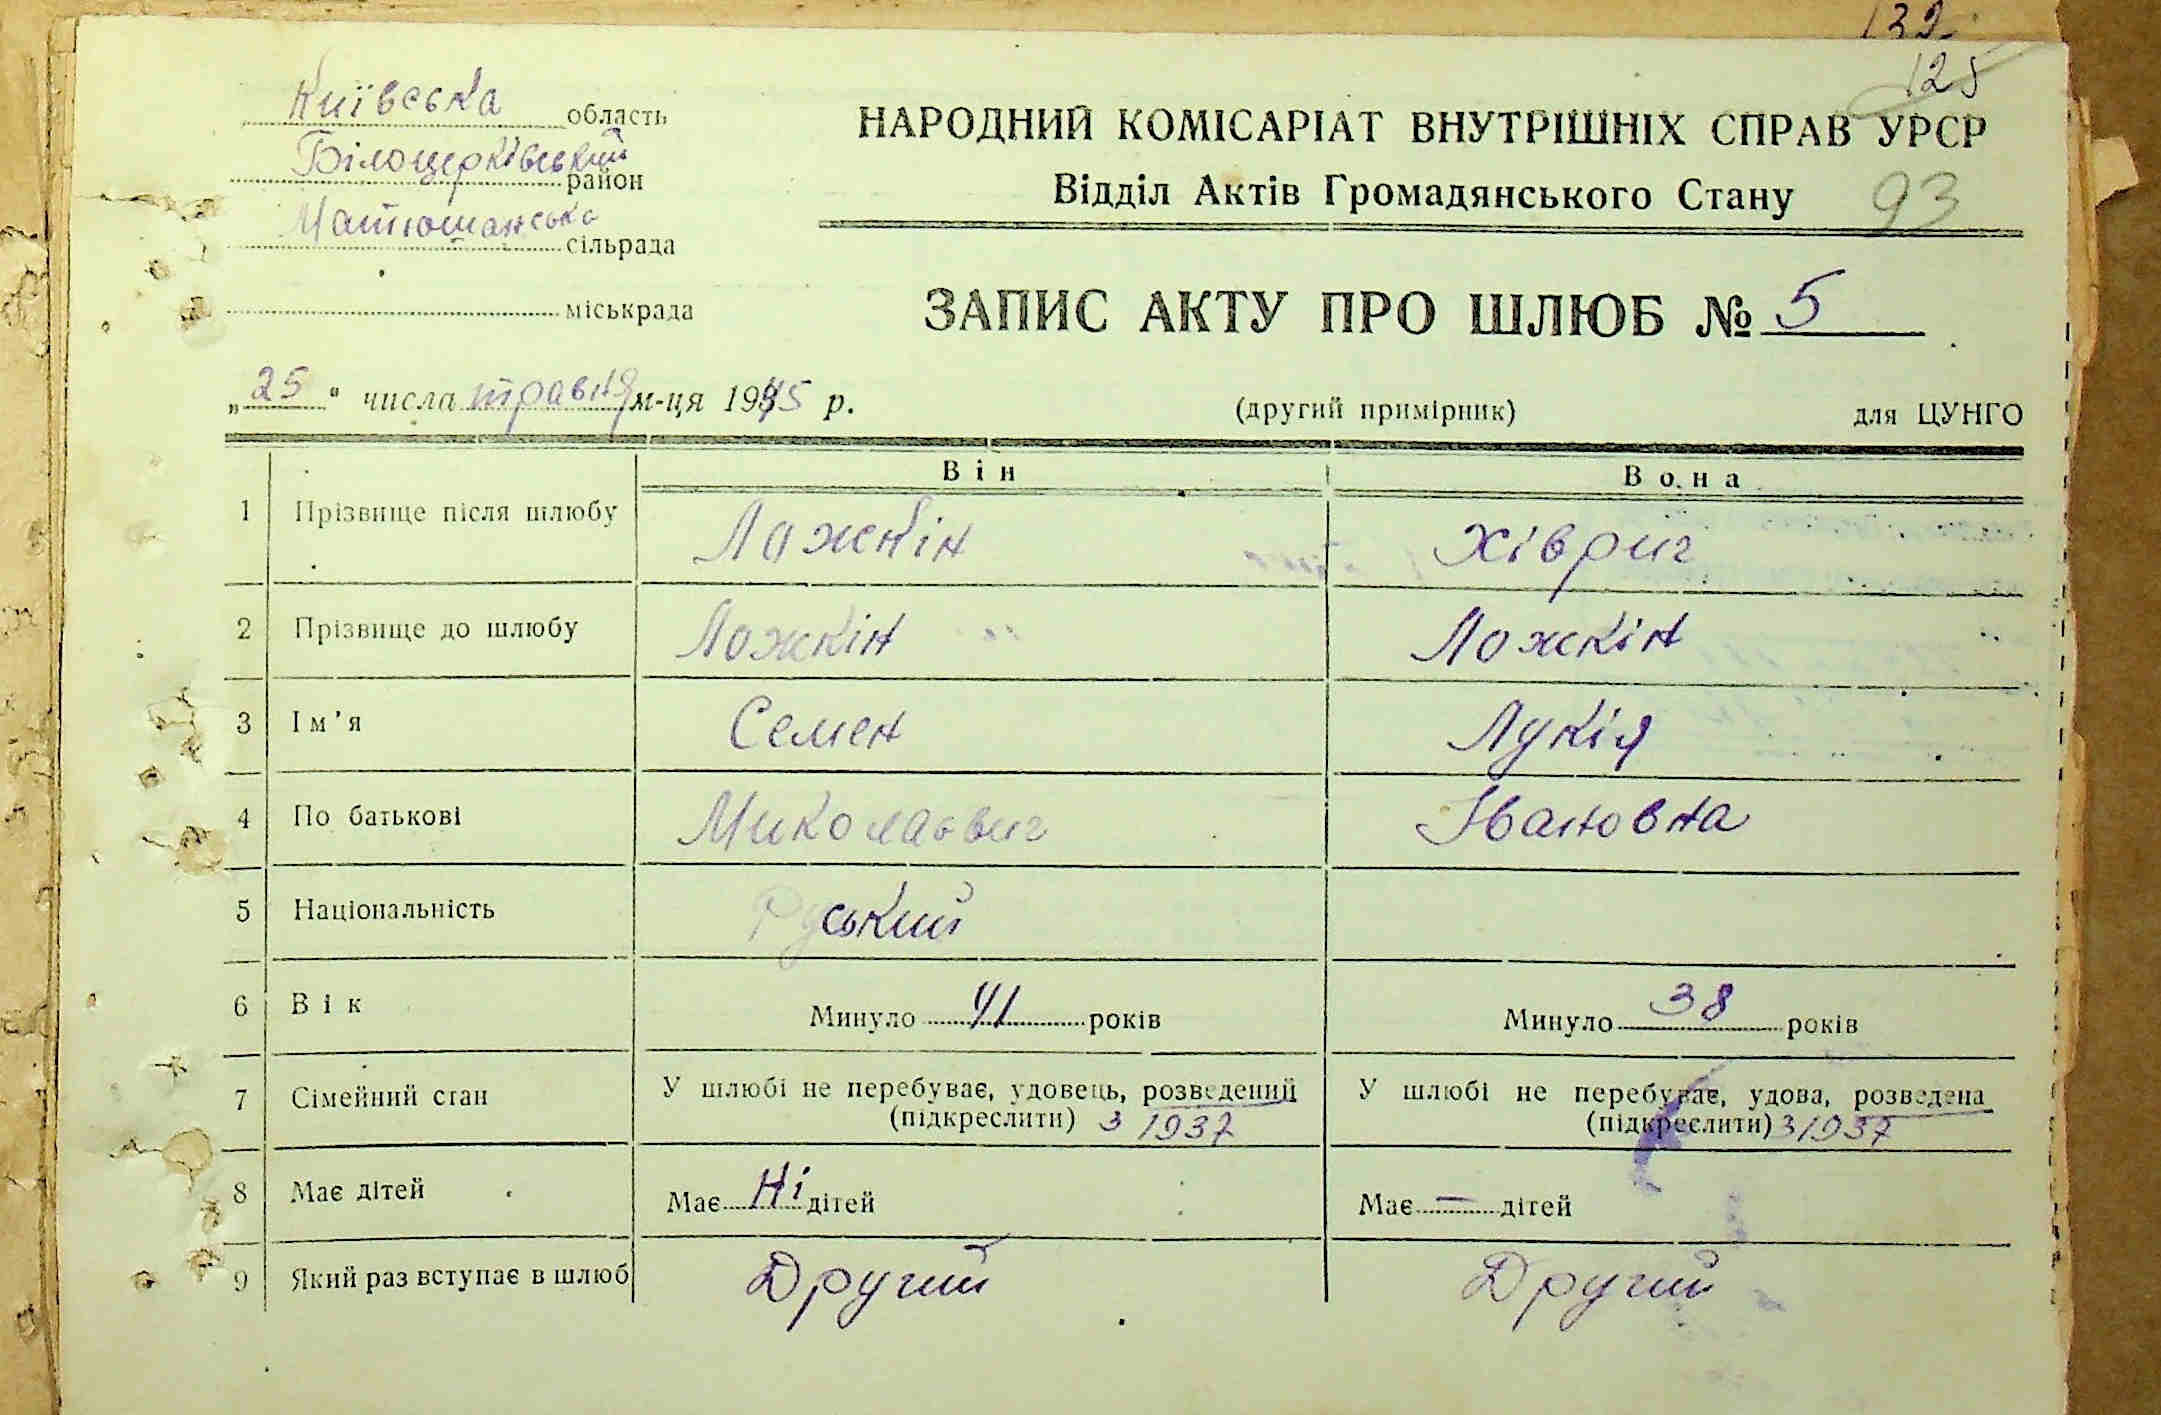 132
125
Київська область
Білоцерківський район
Матюшанська сільрада
міськрада
НАРОДНИЙ КОМІСАРІАТ ВНУТРІШНІХ СПРАВ УРСР
Відділ Актів Громадянського Стану
93
ЗАПИС АКТУ ПРО ШЛЮБ № 5
„25“ числа травня м-ця 1945 р.
(другий примірник)
для ЦУНГО
Він Вона
1 Прізвище після шлюбу Ложкін Хіврич
2 Прізвище до шлюбу Ложкін Ложкін
3 Ім’я Семен Лукія
4 По батькові Миколаєвич Івановна
5 Національність Руський
6 Вік Минуло 41 років Минуло 38 років
7 Сімейний стан У шлюбі не перебуває, удовець, розведений У шлюбі не перебуває, удова, розведена
(підкреслити) з 1937 (підкреслити) з 1937
8 Має дітей Має Ні дітей Має — дітей
9 Який раз вступає в шлюб Другий Другий